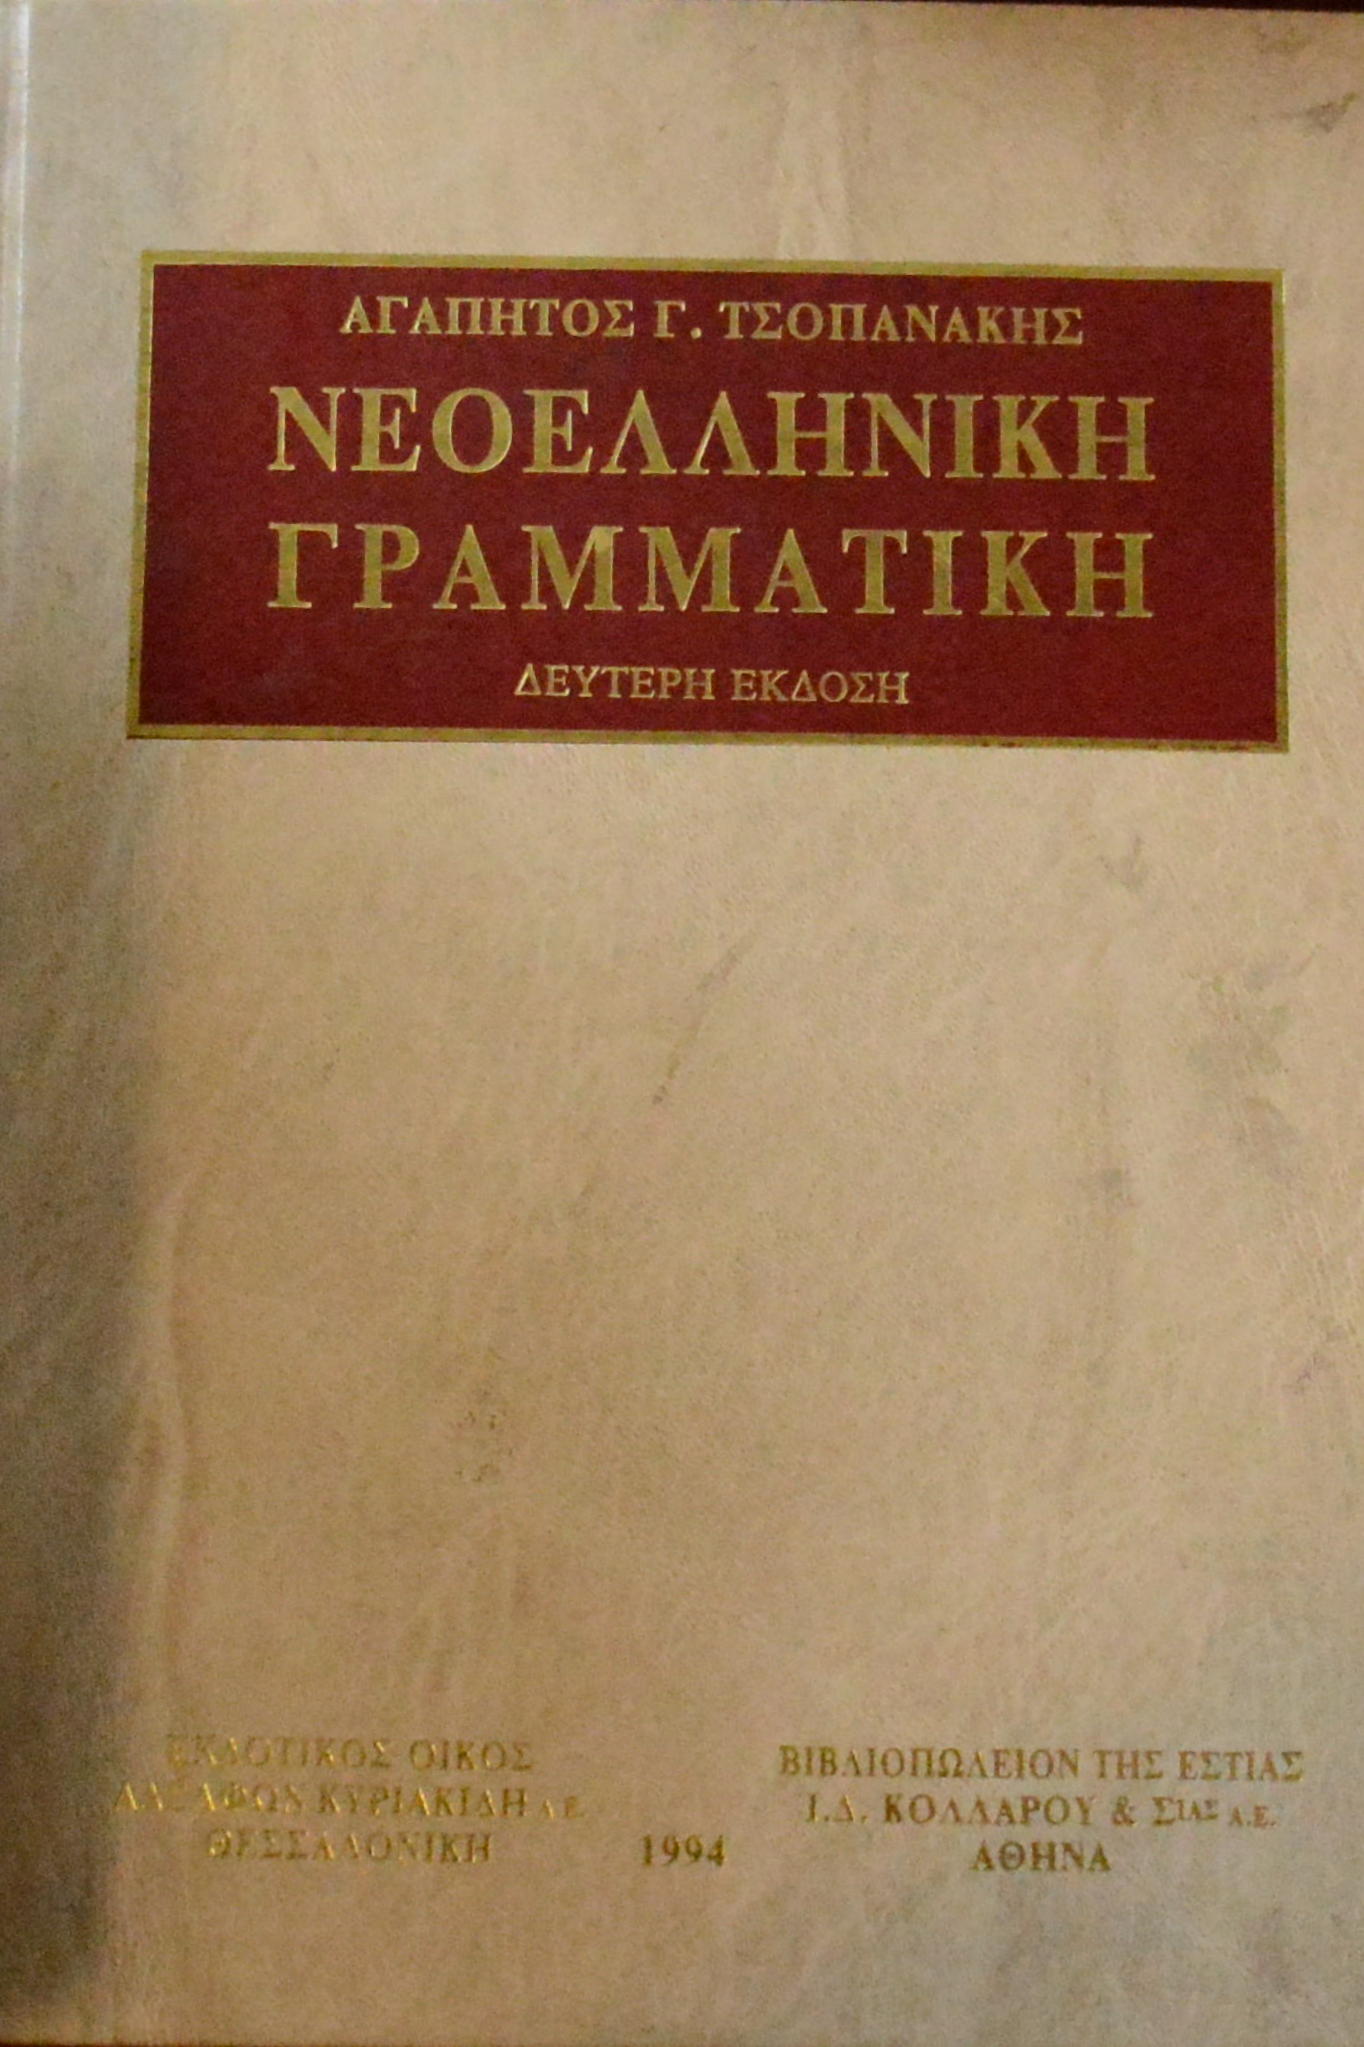 ΑΓΑΠΗΤΟΣ Γ. ΤΣΟΠΑΝΑΚΗΣ
ΝΕΟΕΛΛΗΝΙΚΗ
ΓΡΑΜΜΑΤΙΚΗ
ΔΕΥΤΕΡΗ ΕΚΔΟΣΗ
ΕΚΔΟΤΙΚΟΣ ΟΙΚΟΣ
ΚΥΡΙΑΚΙΔΗ Α.Ε.
ΘΕΣΣΑΛΟΝΙΚΗ
1994
ΒΙΒΛΙΟΠΩΛΕΙΟΝ ΤΗΣ ΕΣΤΙΑΣ
Ι.Δ. ΚΟΛΛΑΡΟΥ & ΣΙΑΣ Α.Ε.
ΑΘΗΝΑ